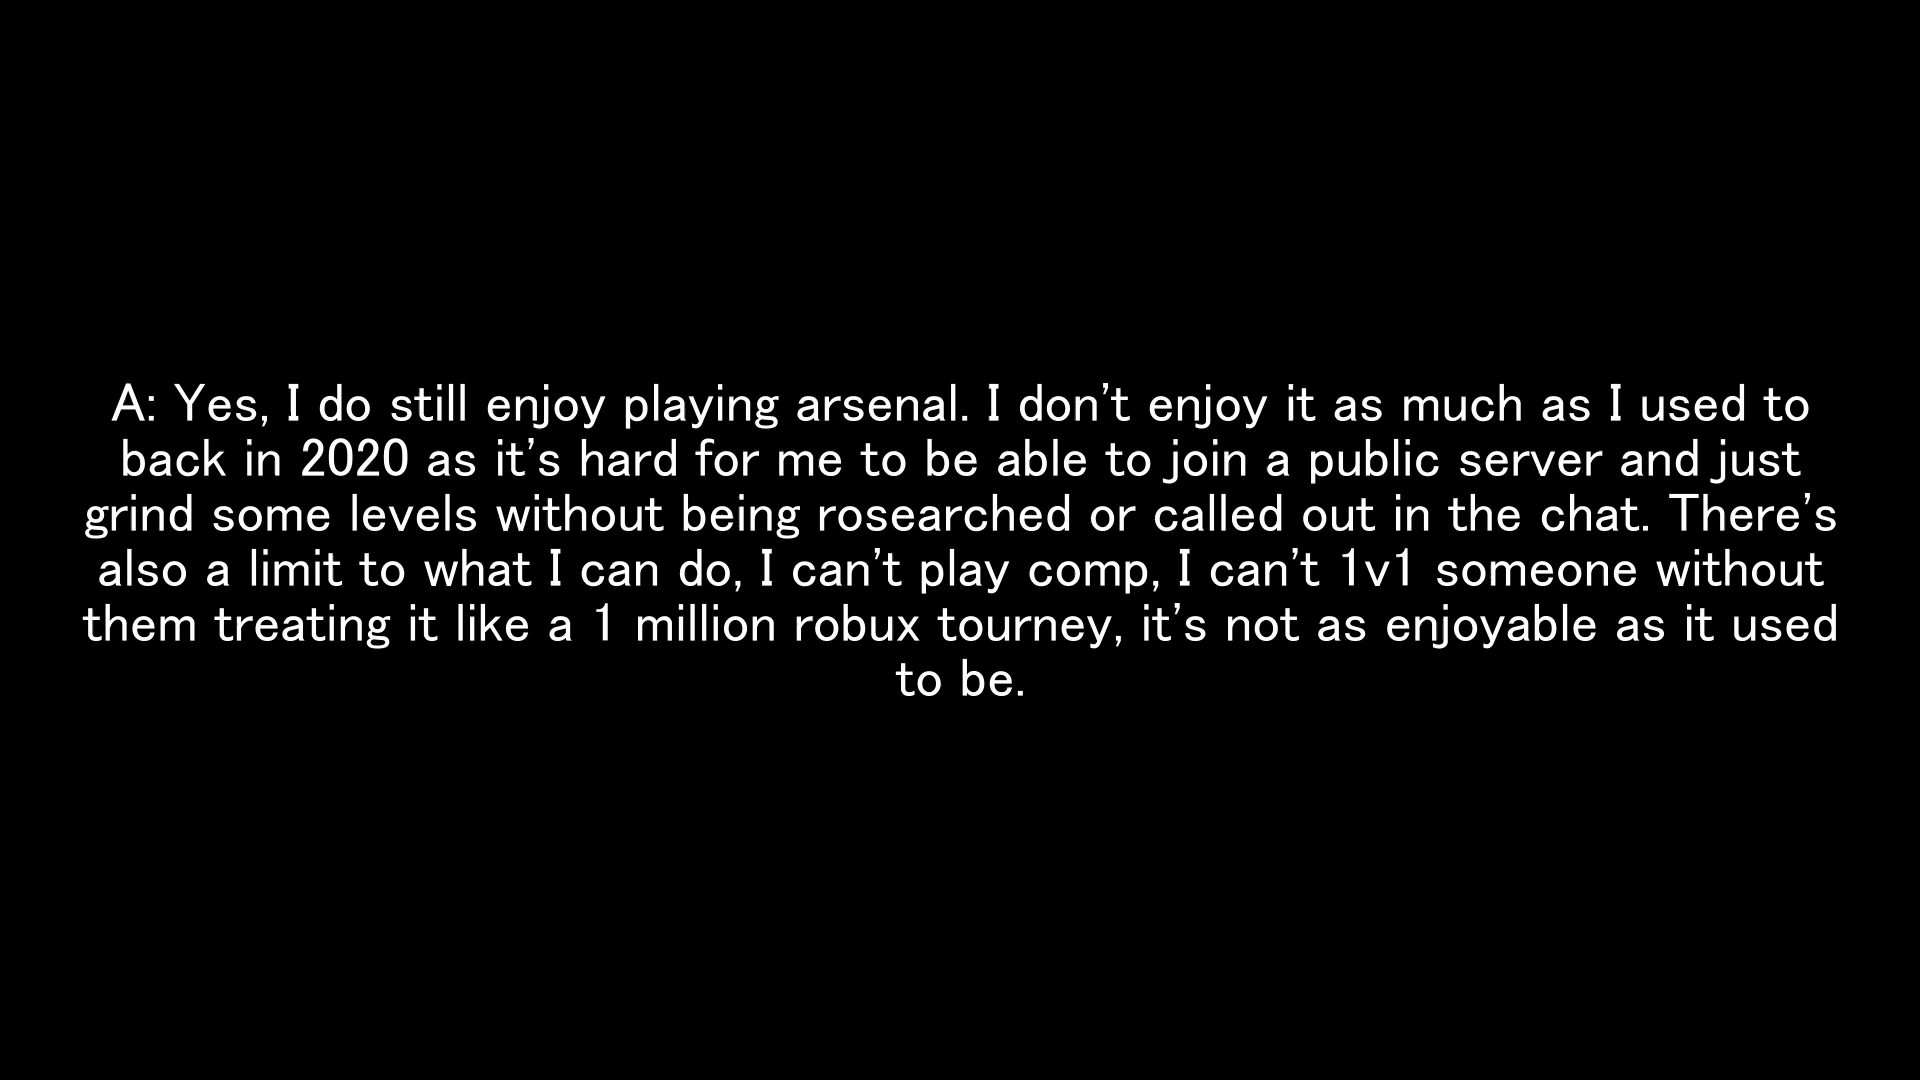 A: Yes, I do still enjoy playing arsenal. I don't enjoy it as much as I used to
back in 2020 as it's hard for me to be able to join a public server and just
grind some levels without being rosearched or called out in the chat. There's
also a limit to what I can do, I can't play comp, I can't 1v1 someone without
them treating it like a 1 million robux tourney, it's not as enjoyable as it used
to be.